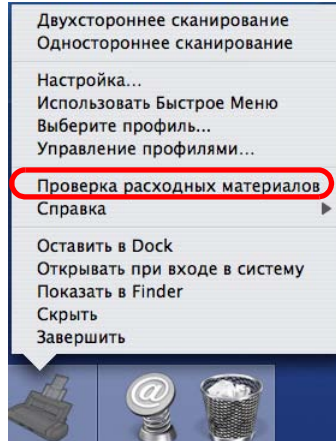 Двухстороннее сканирование
Одностороннее сканирование
Настройка...
Использовать Быстрое Меню
Выберите профиль...
Управление профилями...
Проверка расходных материалов
Справка
Оставить в Dock
Открывать при входе в систему
Показать в Finder
Скрыть
Завершить
@